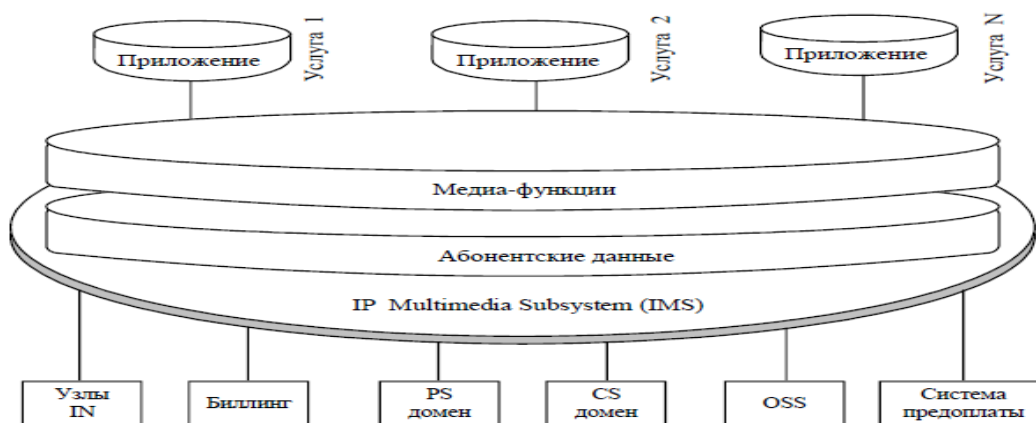 Приложение
Услуга 1
Приложение
Услуга 2
Приложение
Услуга N
Медиа-функции
Абонентские данные
IP Multimedia Subsystem (IMS)
Узлы
IN
Биллинг
PS
домен
CS
домен
OSS
Система
предоплаты